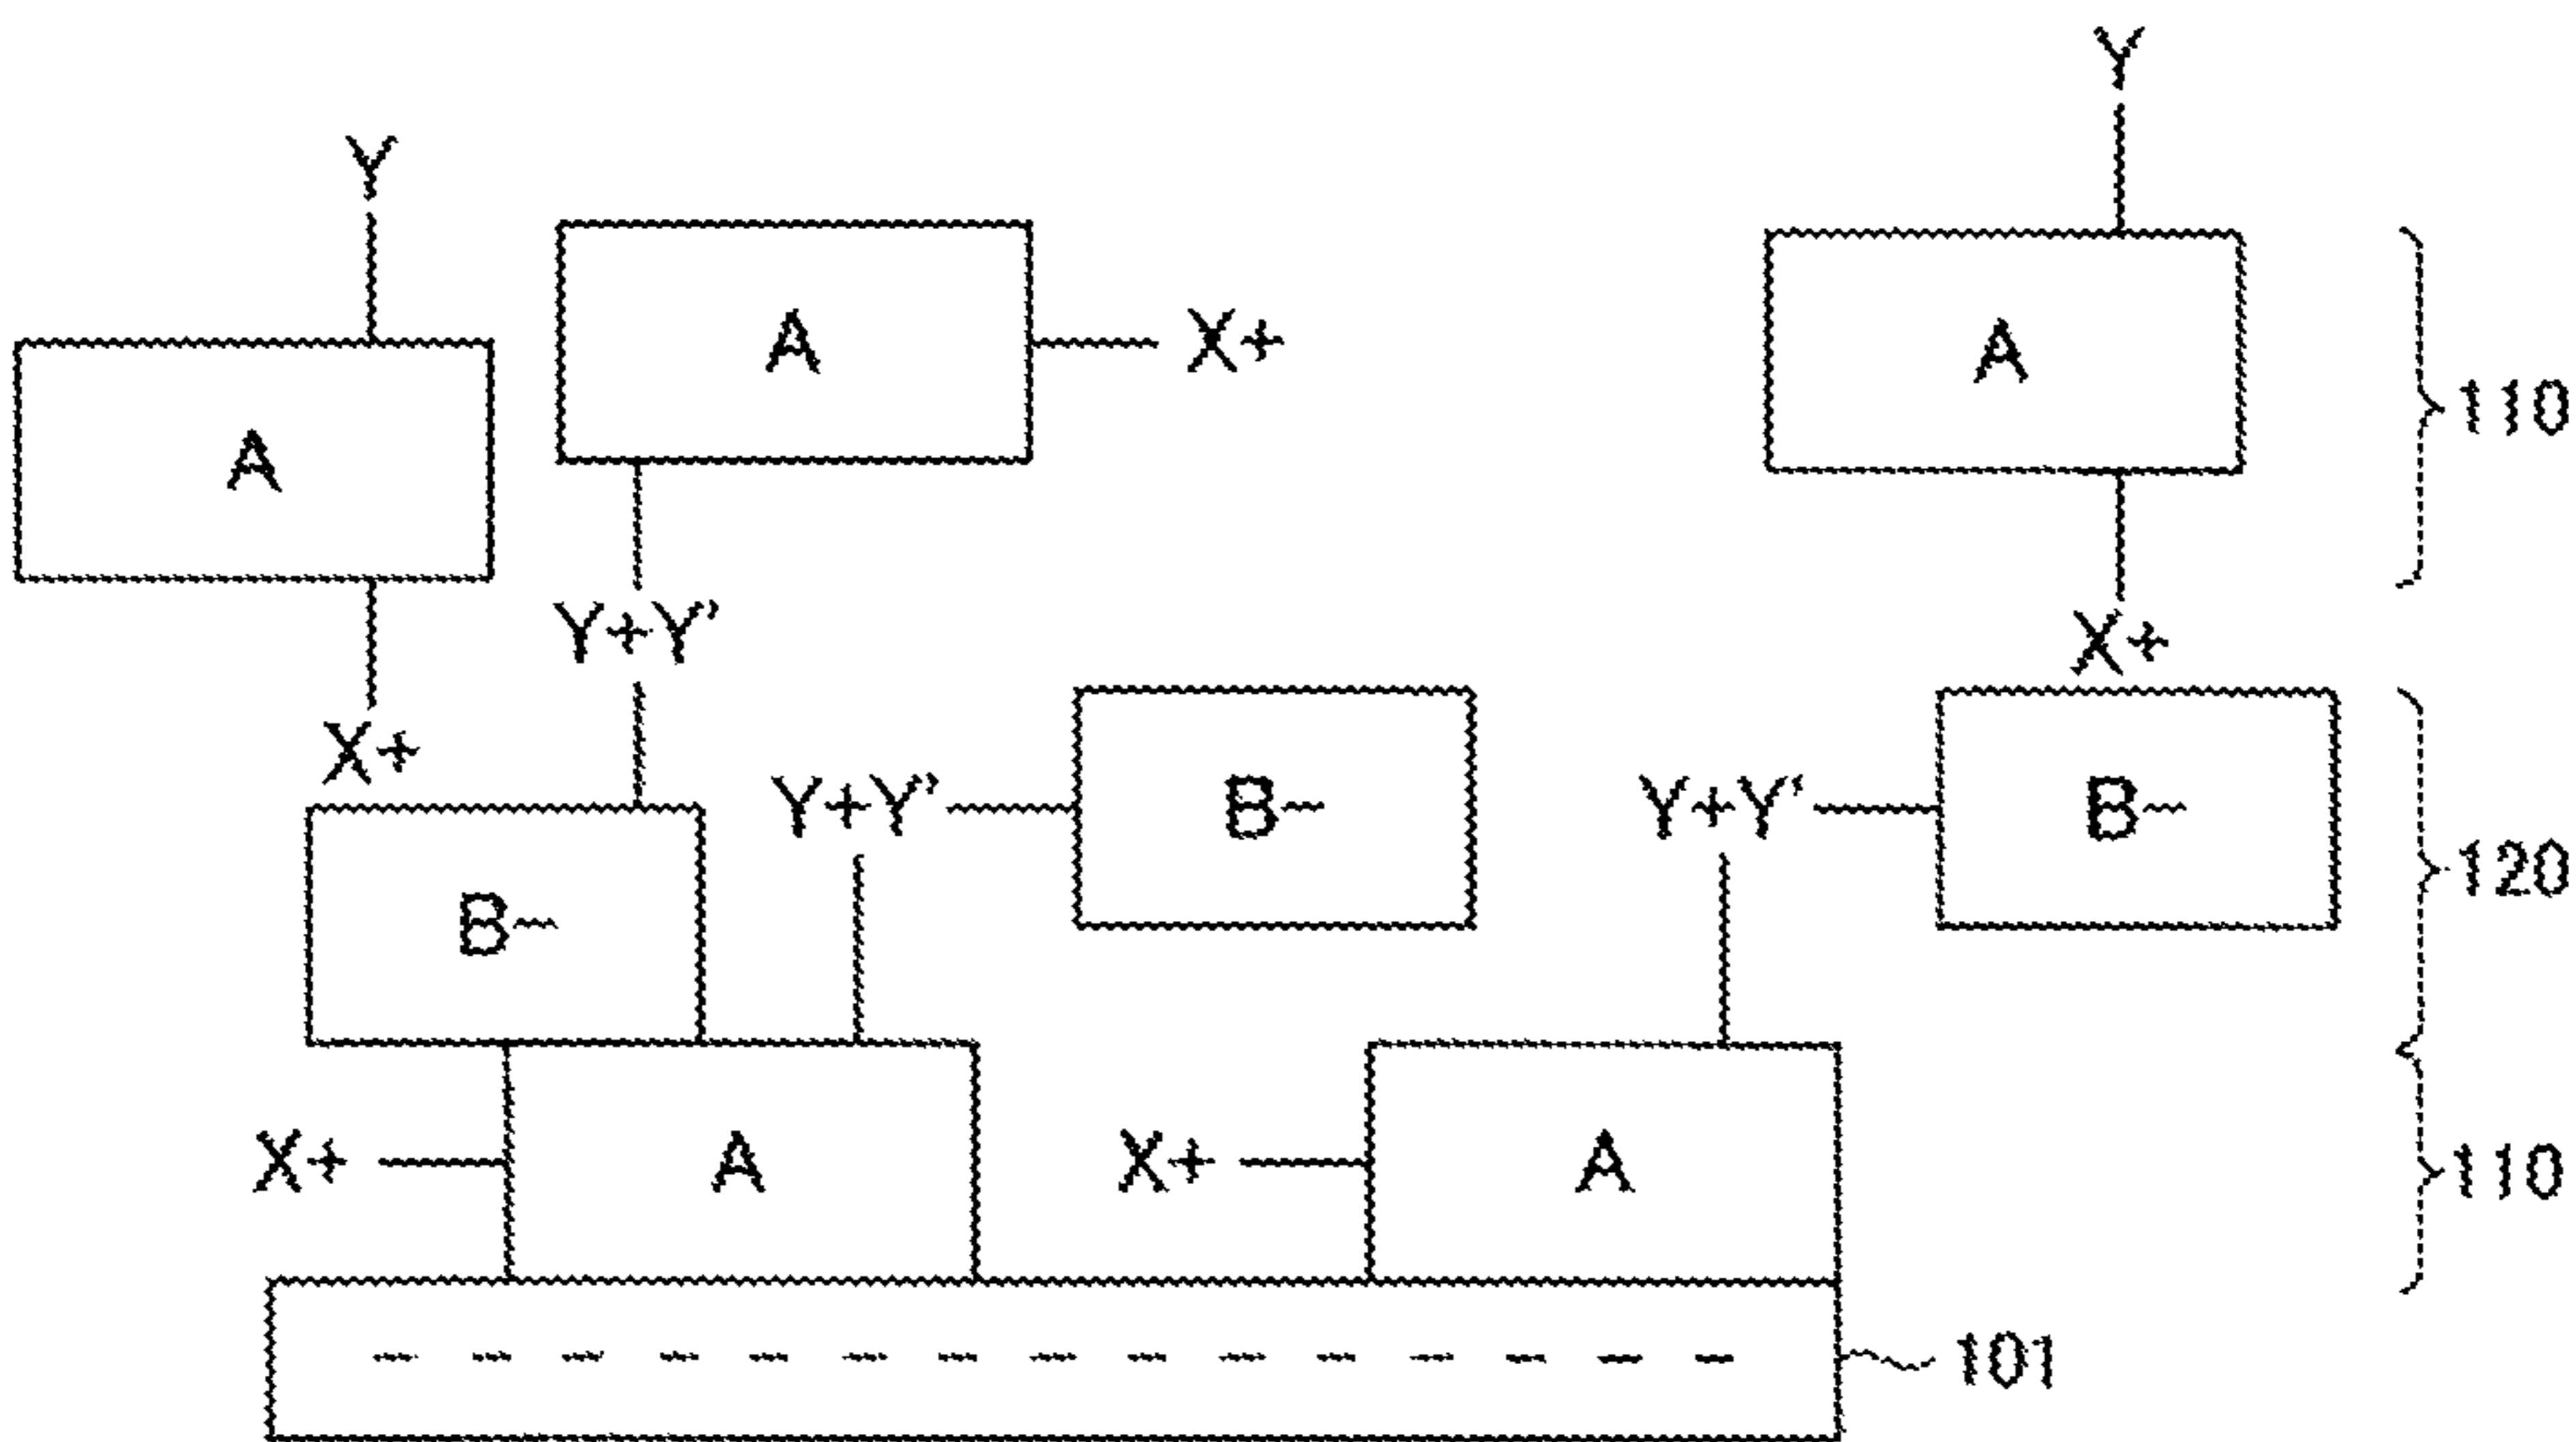 Y
Y
A
X+
A
A
110
Y+Y'
X+
X+
Y+Y'
B-
Y+Y'
B-
120
B-
X+
A
X+
A
110
- - - - - - - - - - - - - - -
101